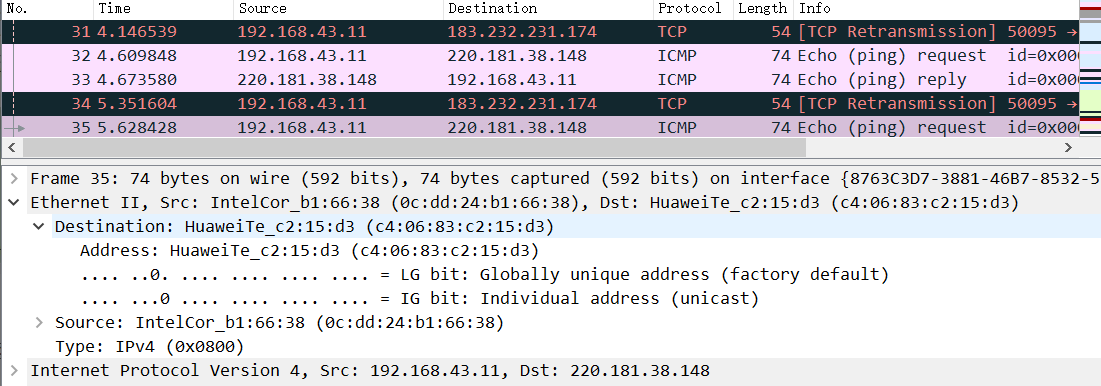 No. Time Source Destination Protocol Length Info
31 4.146539 192.168.43.11 183.232.231.174 TCP 54 [TCP Retransmission] 50095 →
32 4.609848 192.168.43.11 220.181.38.148 ICMP 74 Echo (ping) request id=0x000
33 4.673580 220.181.38.148 192.168.43.11 ICMP 74 Echo (ping) reply id=0x000
34 5.351604 192.168.43.11 183.232.231.174 TCP 54 [TCP Retransmission] 50095 →
35 5.628428 192.168.43.11 220.181.38.148 ICMP 74 Echo (ping) request id=0x000
Frame 35: 74 bytes on wire (592 bits), 74 bytes captured (592 bits) on interface {8763C3D7-3881-46B7-8532-5
Ethernet II, Src: IntelCor_b1:66:38 (0c:dd:24:b1:66:38), Dst: HuaweiTe_c2:15:d3 (c4:06:83:c2:15:d3)
Destination: HuaweiTe_c2:15:d3 (c4:06:83:c2:15:d3)
Address: HuaweiTe_c2:15:d3 (c4:06:83:c2:15:d3)
.... ..0. .... .... .... .... = LG bit: Globally unique address (factory default)
.... ...0 .... .... .... .... = IG bit: Individual address (unicast)
Source: IntelCor_b1:66:38 (0c:dd:24:b1:66:38)
Type: IPv4 (0x0800)
Internet Protocol Version 4, Src: 192.168.43.11, Dst: 220.181.38.148